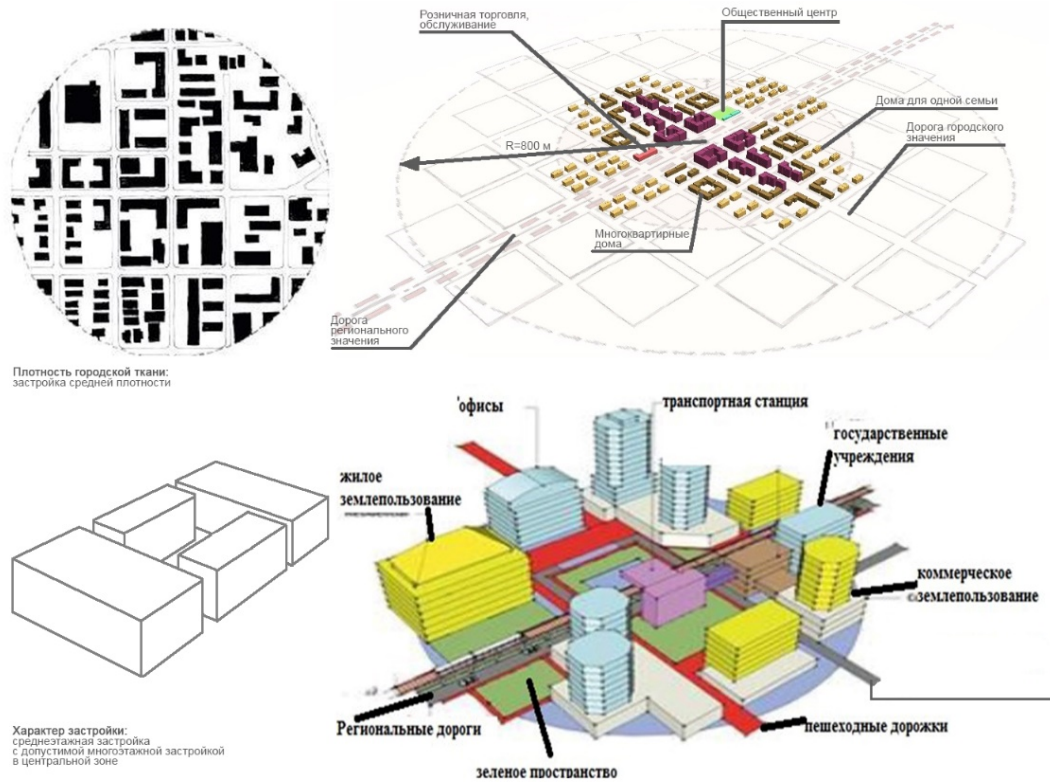 Розничная торговля,
обслуживание
Общественный центр
Дома для одной семьи
Дорога городского
значения
R=800 м
Многоквартирные
дома
Дорога
регионального
значения
Плотность городской ткани:
застройка средней плотности
офисы
транспортная станция
государственные
учреждения
жилое
землепользование
коммерческое
землепользование
Региональные дороги
пешеходные дорожки
зеленое пространство
Характер застройки:
среднеэтажная застройка
с допустимой многоэтажной застройкой
в центральной зоне